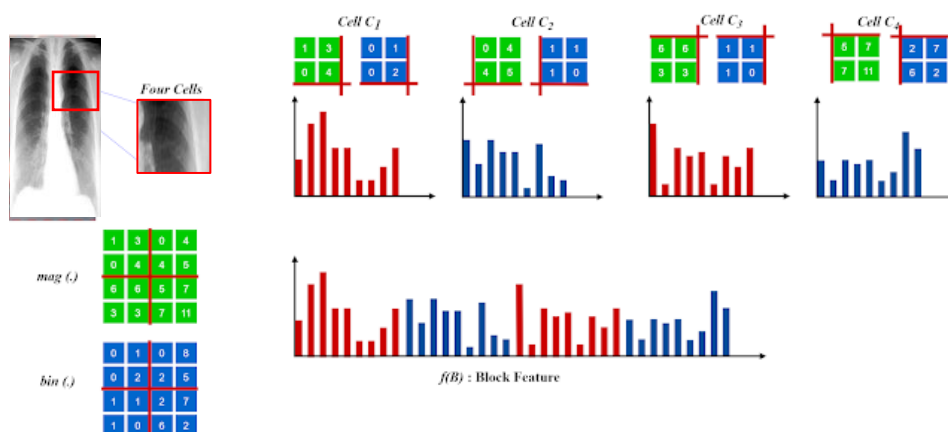 Cell C1
Cell C2
Cell C3
Cell C4
1 3
0 4
0 1
0 2
0 4
4 5
1 1
1 0
6 6
3 3
1 1
1 0
5 7
7 11
2 7
6 2
Four Cells
mag (.)
1 3 0 4
0 4 4 5
6 6 5 7
3 3 7 11
bin (.)
0 1 0 8
0 2 2 5
1 1 2 7
1 0 6 2
f(B) : Block Feature